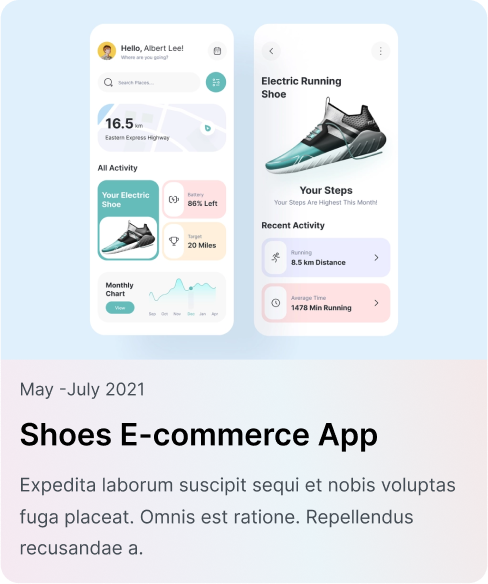 Hello, Albert Lee!
Where are you going?
Search Places...
16.5 km
Eastern Express Highway
All Activity
Your Electric
Shoe
Battery
86% Left
Target
20 Miles
Monthly
Chart
View
Sep Oct Nov Dec Jan Apr
Electric Running
Shoe
Your Steps
Your Steps Are Highest This Month!
Recent Activity
Running
8.5 km Distance
Average Time
1478 Min Running
May -July 2021
Shoes E-commerce App
Expedita laborum suscipit sequi et nobis voluptas
fuga placeat. Omnis est ratione. Repellendus
recusandae a.